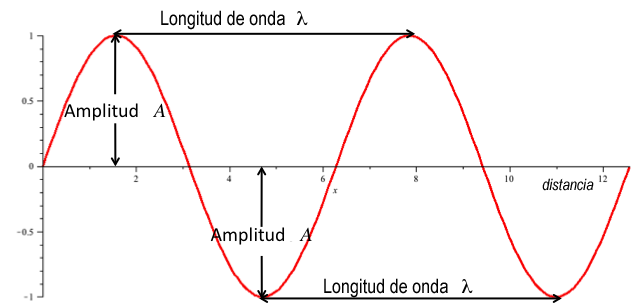 Longitud de onda λ
1
0.5
Amplitud A
0
2
4
6
8
10
12
x
distancia
-0.5
Amplitud A
-1
Longitud de onda λ